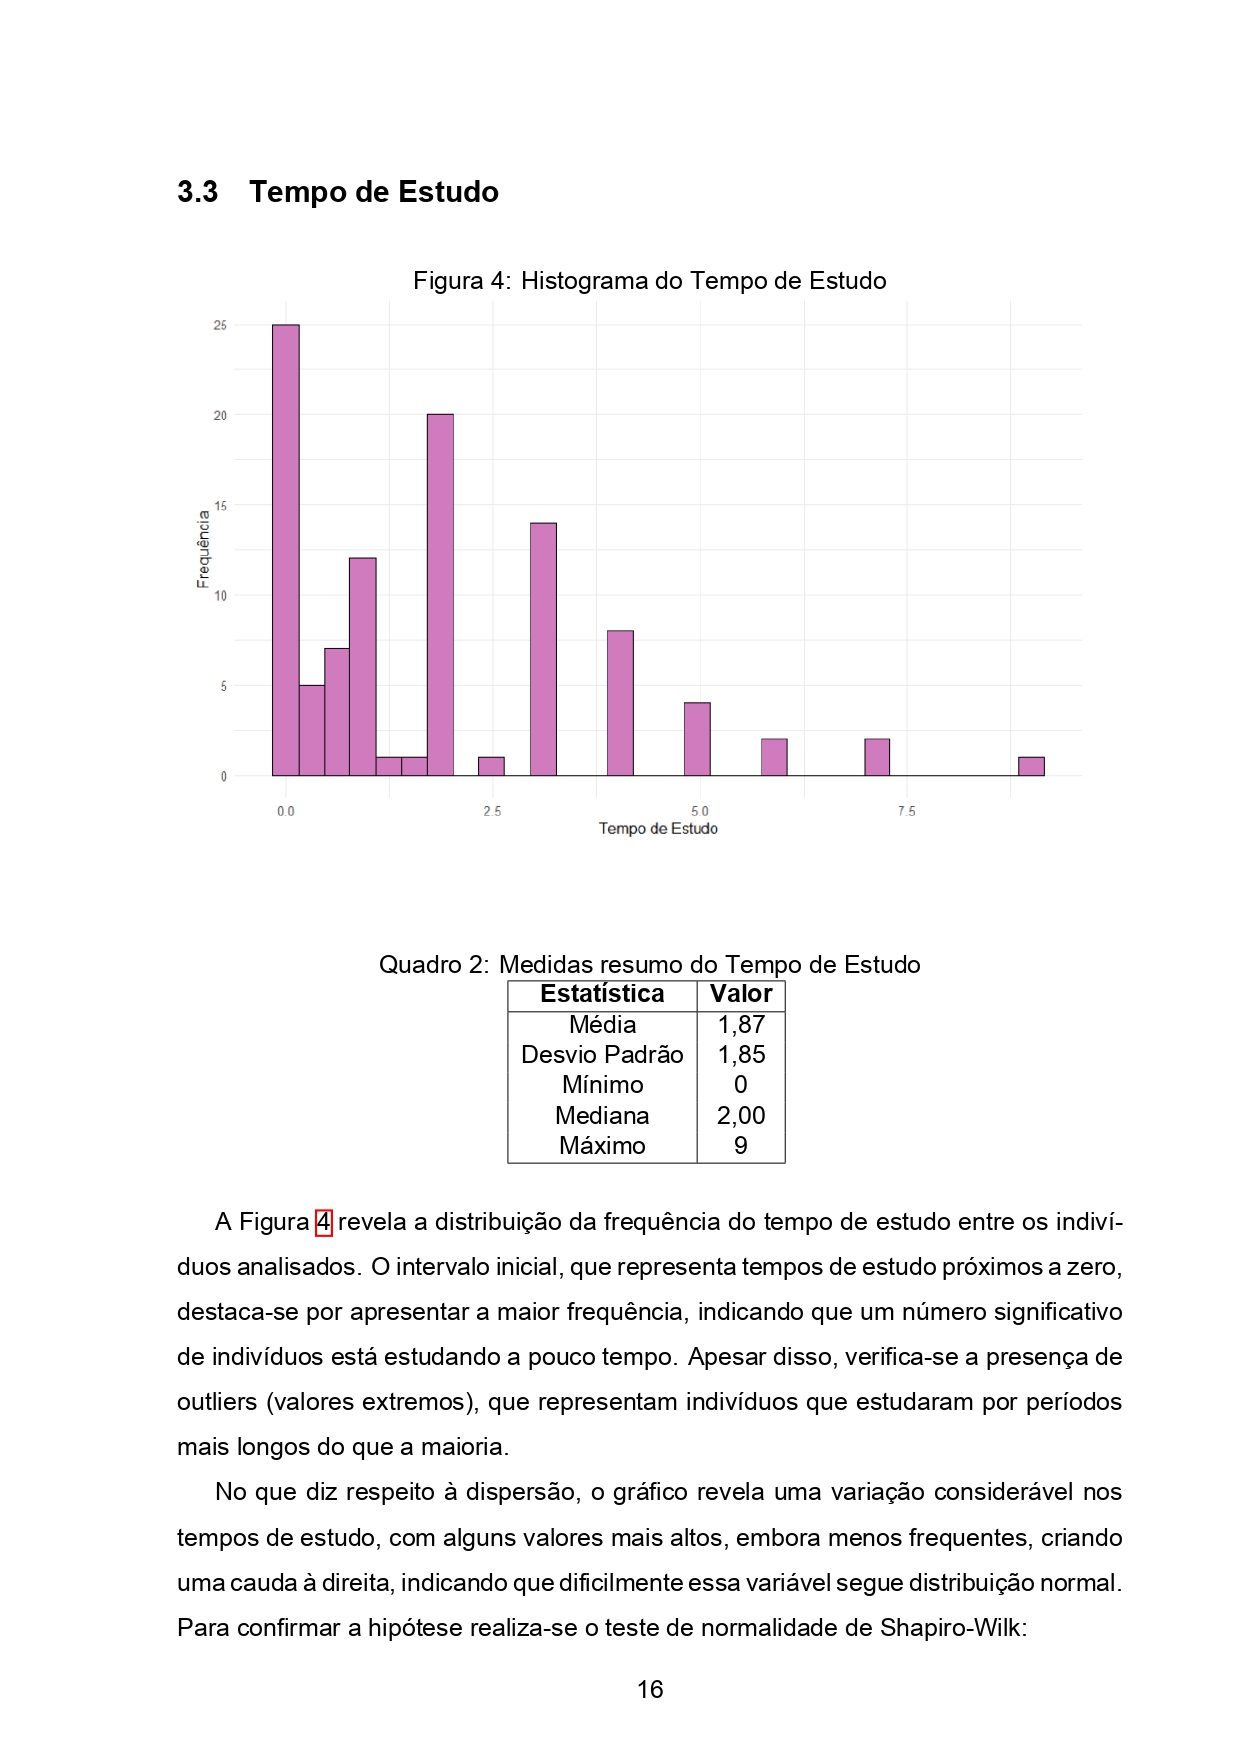 3.3 Tempo de Estudo
Figura 4: Histograma do Tempo de Estudo
25
20
15
10
5
0
Frequência
0.0 2.5 5.0 7.5
Tempo de Estudo
Quadro 2: Medidas resumo do Tempo de Estudo
Estatística Valor
Média 1,87
Desvio Padrão 1,85
Mínimo 0
Mediana 2,00
Máximo 9
A Figura 4 revela a distribuição da frequência do tempo de estudo entre os indiví-
duos analisados. O intervalo inicial, que representa tempos de estudo próximos a zero,
destaca-se por apresentar a maior frequência, indicando que um número significativo
de indivíduos está estudando a pouco tempo. Apesar disso, verifica-se a presença de
outliers (valores extremos), que representam indivíduos que estudaram por períodos
mais longos do que a maioria.
No que diz respeito à dispersão, o gráfico revela uma variação considerável nos
tempos de estudo, com alguns valores mais altos, embora menos frequentes, criando
uma cauda à direita, indicando que dificilmente essa variável segue distribuição normal.
Para confirmar a hipótese realiza-se o teste de normalidade de Shapiro-Wilk:
16